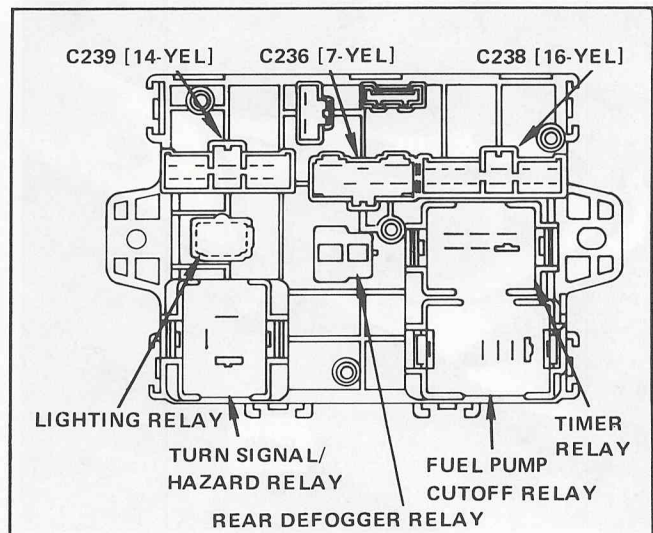 C239 [14-YEL] C236 [7-YEL] C238 [16-YEL]
LIGHTING RELAY
TURN SIGNAL/
HAZARD RELAY
REAR DEFOGGER RELAY
FUEL PUMP
CUTOFF RELAY
TIMER
RELAY